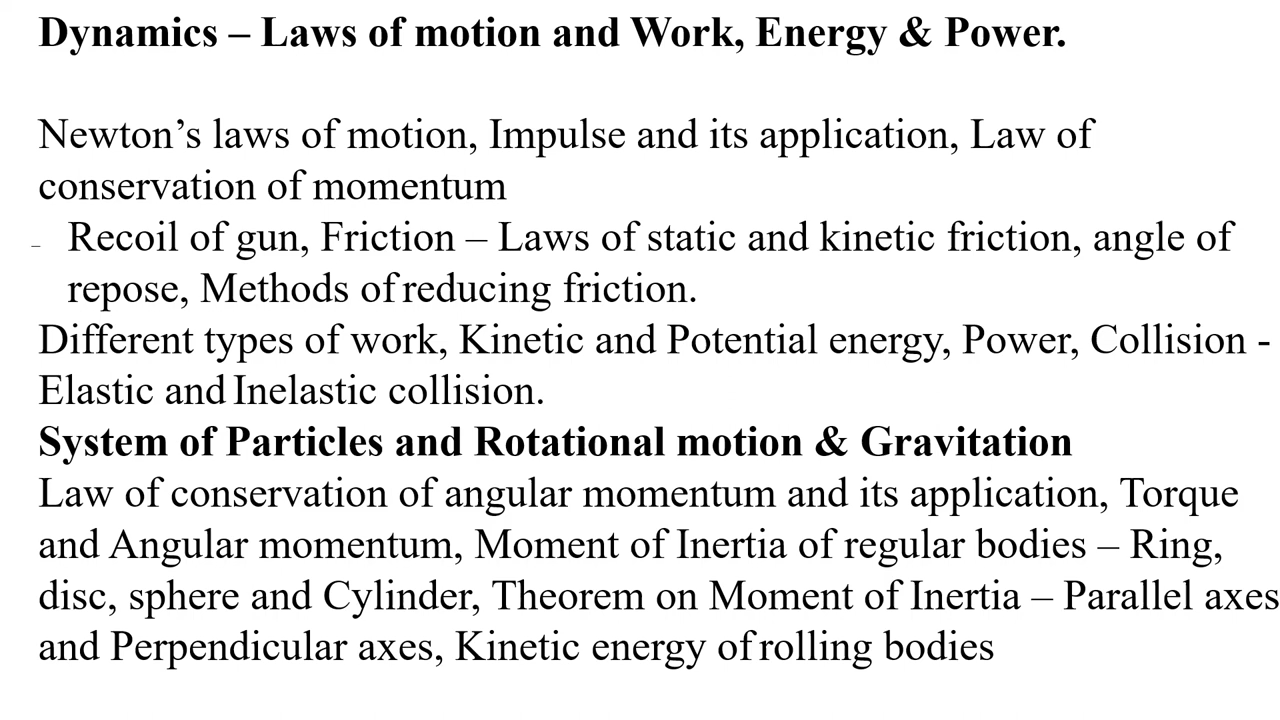 Dynamics – Laws of motion and Work, Energy & Power.
Newton’s laws of motion, Impulse and its application, Law of
conservation of momentum
– Recoil of gun, Friction – Laws of static and kinetic friction, angle of
repose, Methods of reducing friction.
Different types of work, Kinetic and Potential energy, Power, Collision -
Elastic and Inelastic collision.
System of Particles and Rotational motion & Gravitation
Law of conservation of angular momentum and its application, Torque
and Angular momentum, Moment of Inertia of regular bodies – Ring,
disc, sphere and Cylinder, Theorem on Moment of Inertia – Parallel axes
and Perpendicular axes, Kinetic energy of rolling bodies